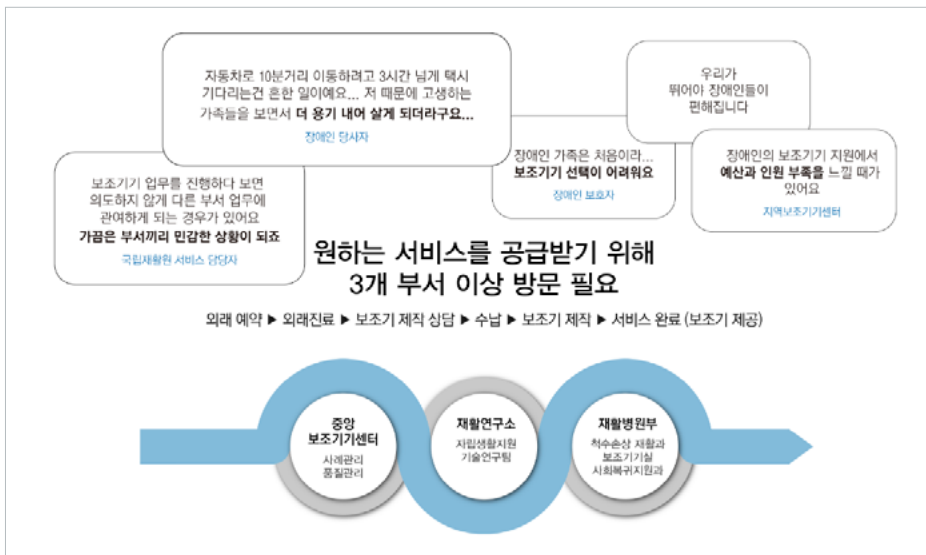 자동차로 10분거리 이동하려고 3시간 넘게 택시
기다리는건 흔한 일이예요... 저 때문에 고생하는
가족들을 보면서 더 용기 내어 살게 되더라구요...
장애인 당사자
우리가
뛰어야 장애인들이
편해집니다
보조기기 업무를 진행하다 보면
의도하지 않게 다른 부서 업무에
관여하게 되는 경우가 있어요
가끔은 부서끼리 민감한 상황이 되죠
국립재활원 서비스 담당자
장애인 가족은 처음이라...
보조기기 선택이 어려워요
장애인 보호자
장애인의 보조기기 지원에서
예산과 인원 부족을 느낄 때가
있어요
지역보조기기센터
원하는 서비스를 공급받기 위해
3개 부서 이상 방문 필요
외래 예약 ▶ 외래진료 ▶ 보조기 제작 상담 ▶ 수납 ▶ 보조기 제작 ▶ 서비스 완료 (보조기 제공)
중앙
보조기기센터
사례관리
품질관리
재활연구소
자립생활지원
기술연구팀
재활병원부
척수손상 재활과
보조기기실
사회복귀지원과